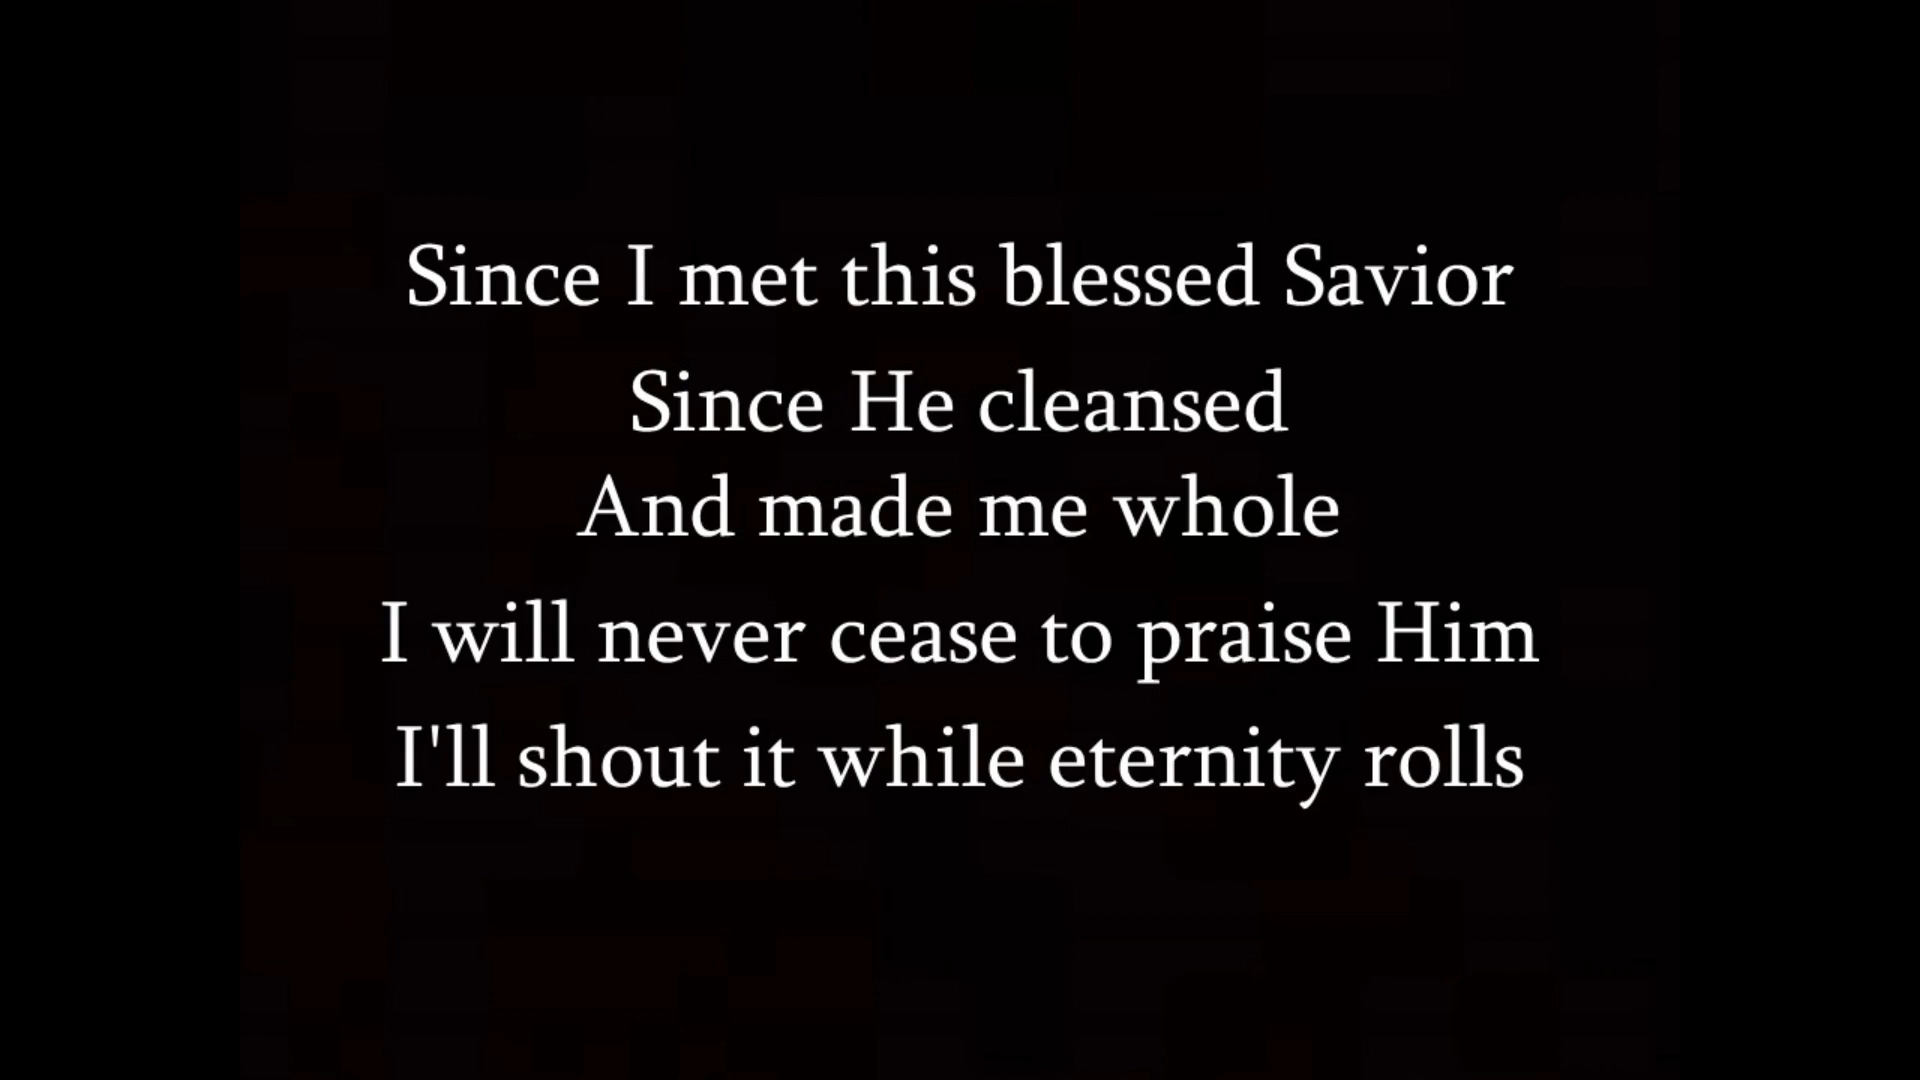 Since I met this blessed Savior
Since He cleansed
And made me whole
I will never cease to praise Him
I'll shout it while eternity rolls